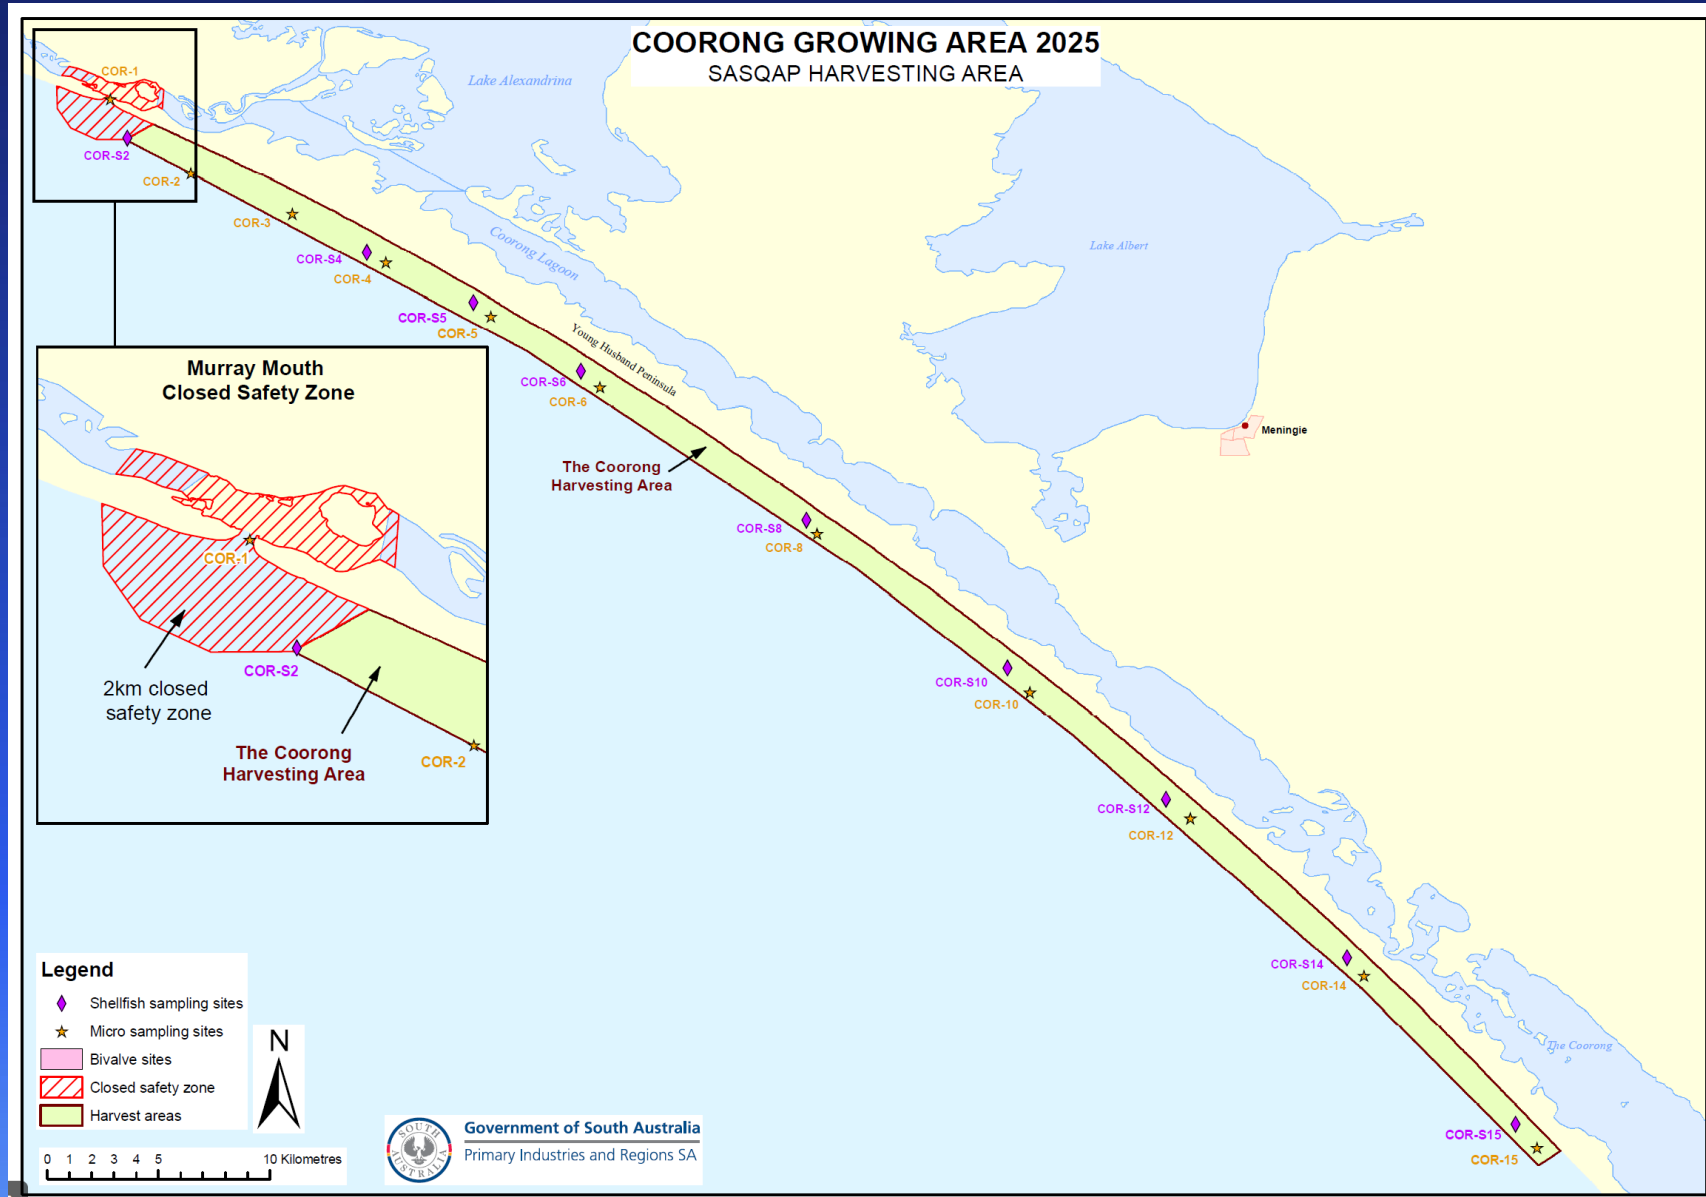 COORONG GROWING AREA 2025
SASQAP HARVESTING AREA
Lake Alexandrina
COR-1
COR-S2
COR-2
COR-3
Coorong Lagoon
Lake Albert
COR-S4
COR-4
COR-S5
COR-5
Young Husband Peninsula
COR-S6
COR-6
Meningie
The Coorong
Harvesting Area
COR-S8
COR-8
COR-S10
COR-10
COR-S12
COR-12
COR-S14
COR-14
The Coorong
COR-S15
COR-15
Murray Mouth
Closed Safety Zone
COR-1
COR-S2
2km closed
safety zone
The Coorong
Harvesting Area
COR-2
Legend
Shellfish sampling sites
Micro sampling sites
Bivalve sites
Closed safety zone
Harvest areas
N
0 1 2 3 4 5 10 Kilometres
SOUTH AUSTRALIA
Government of South Australia
Primary Industries and Regions SA